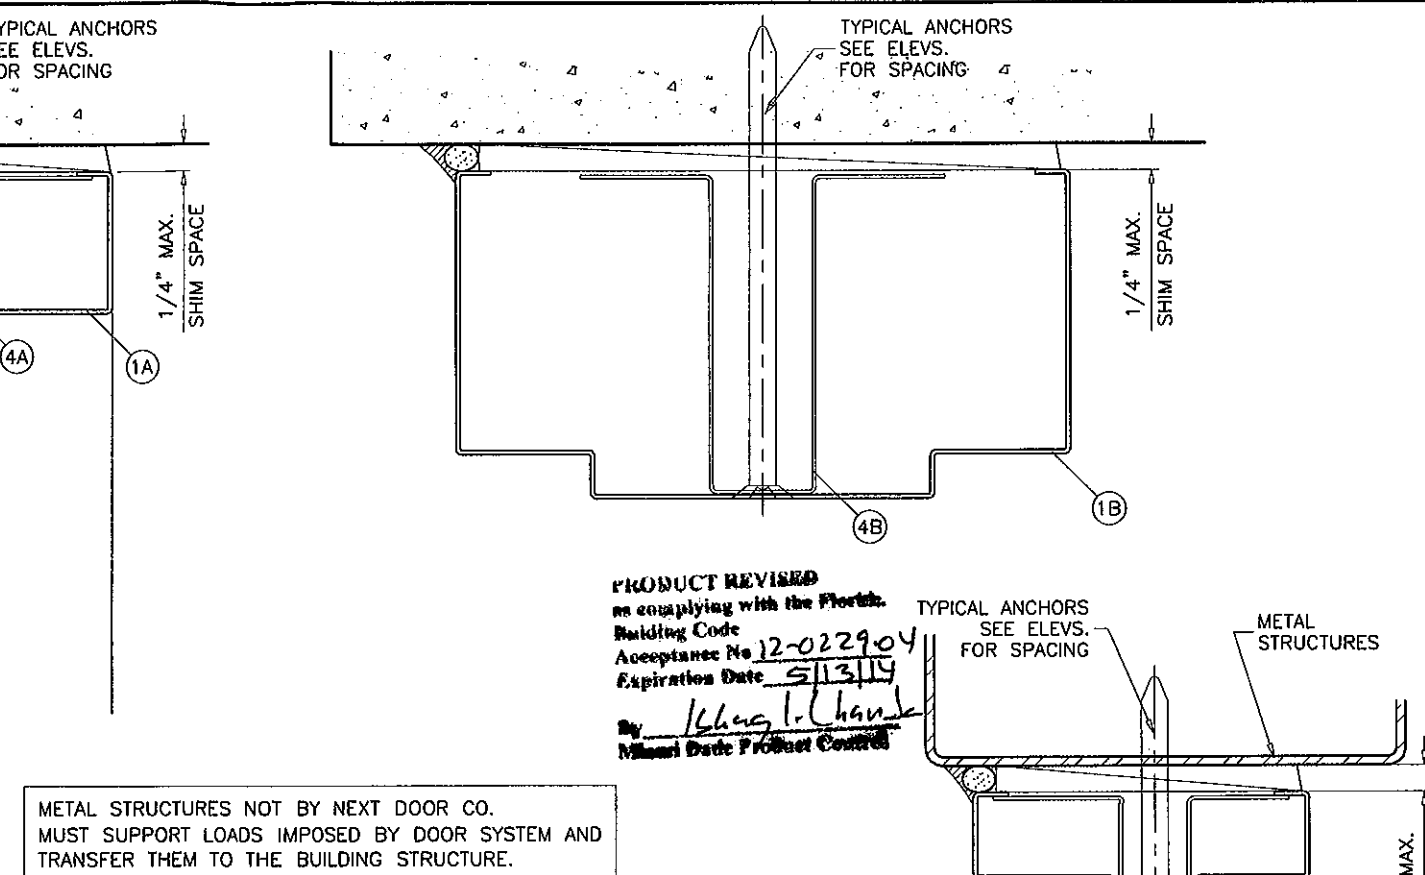 YPICAL ANCHORS
EE ELEVS.
OR SPACING
TYPICAL ANCHORS
SEE ELEVS.
FOR SPACING
1/4" MAX.
SHIM SPACE
1/4" MAX.
SHIM SPACE
4A
1A
4B
1B
PRODUCT REVISED
as complying with the Florida
Building Code
Acceptance No 12-0229.04
Expiration Date 5/13/14
By
Miami Dade Product Control
TYPICAL ANCHORS
SEE ELEVS.
FOR SPACING
METAL
STRUCTURES
METAL STRUCTURES NOT BY NEXT DOOR CO.
MUST SUPPORT LOADS IMPOSED BY DOOR SYSTEM AND
TRANSFER THEM TO THE BUILDING STRUCTURE.
MAX.